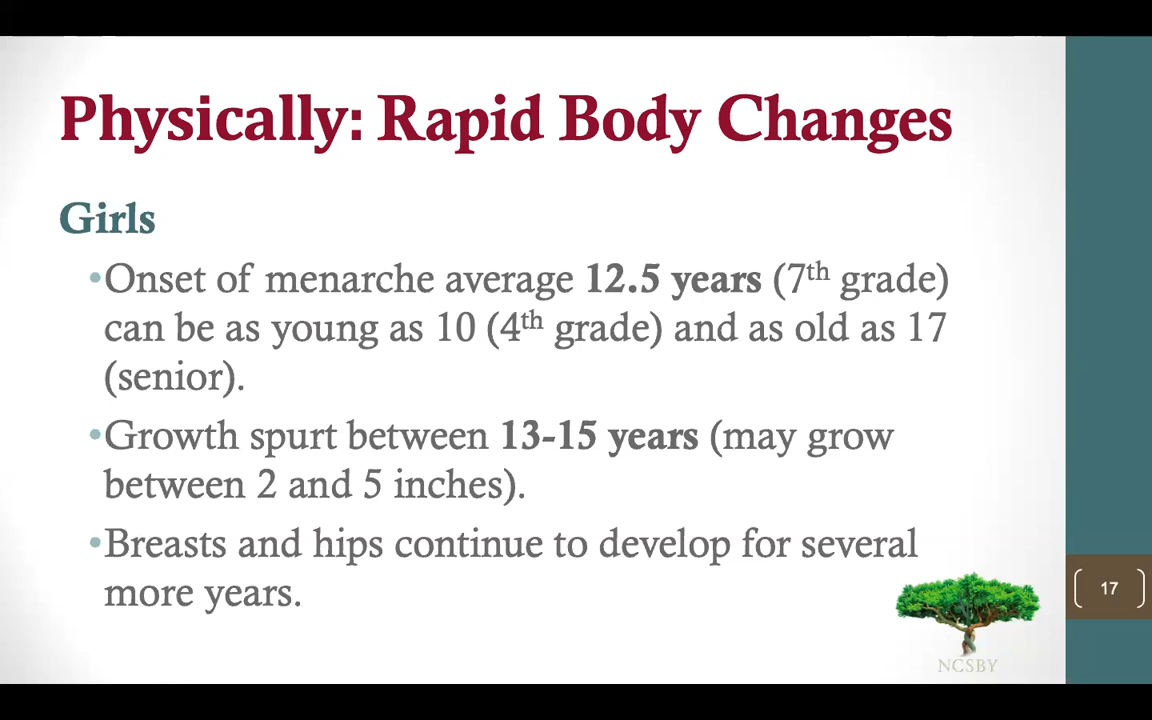 Physically: Rapid Body Changes
Girls
•Onset of menarche average 12.5 years (7th grade)
can be as young as 10 (4th grade) and as old as 17
(senior).
•Growth spurt between 13-15 years (may grow
between 2 and 5 inches).
•Breasts and hips continue to develop for several
more years.
17
NCSBY